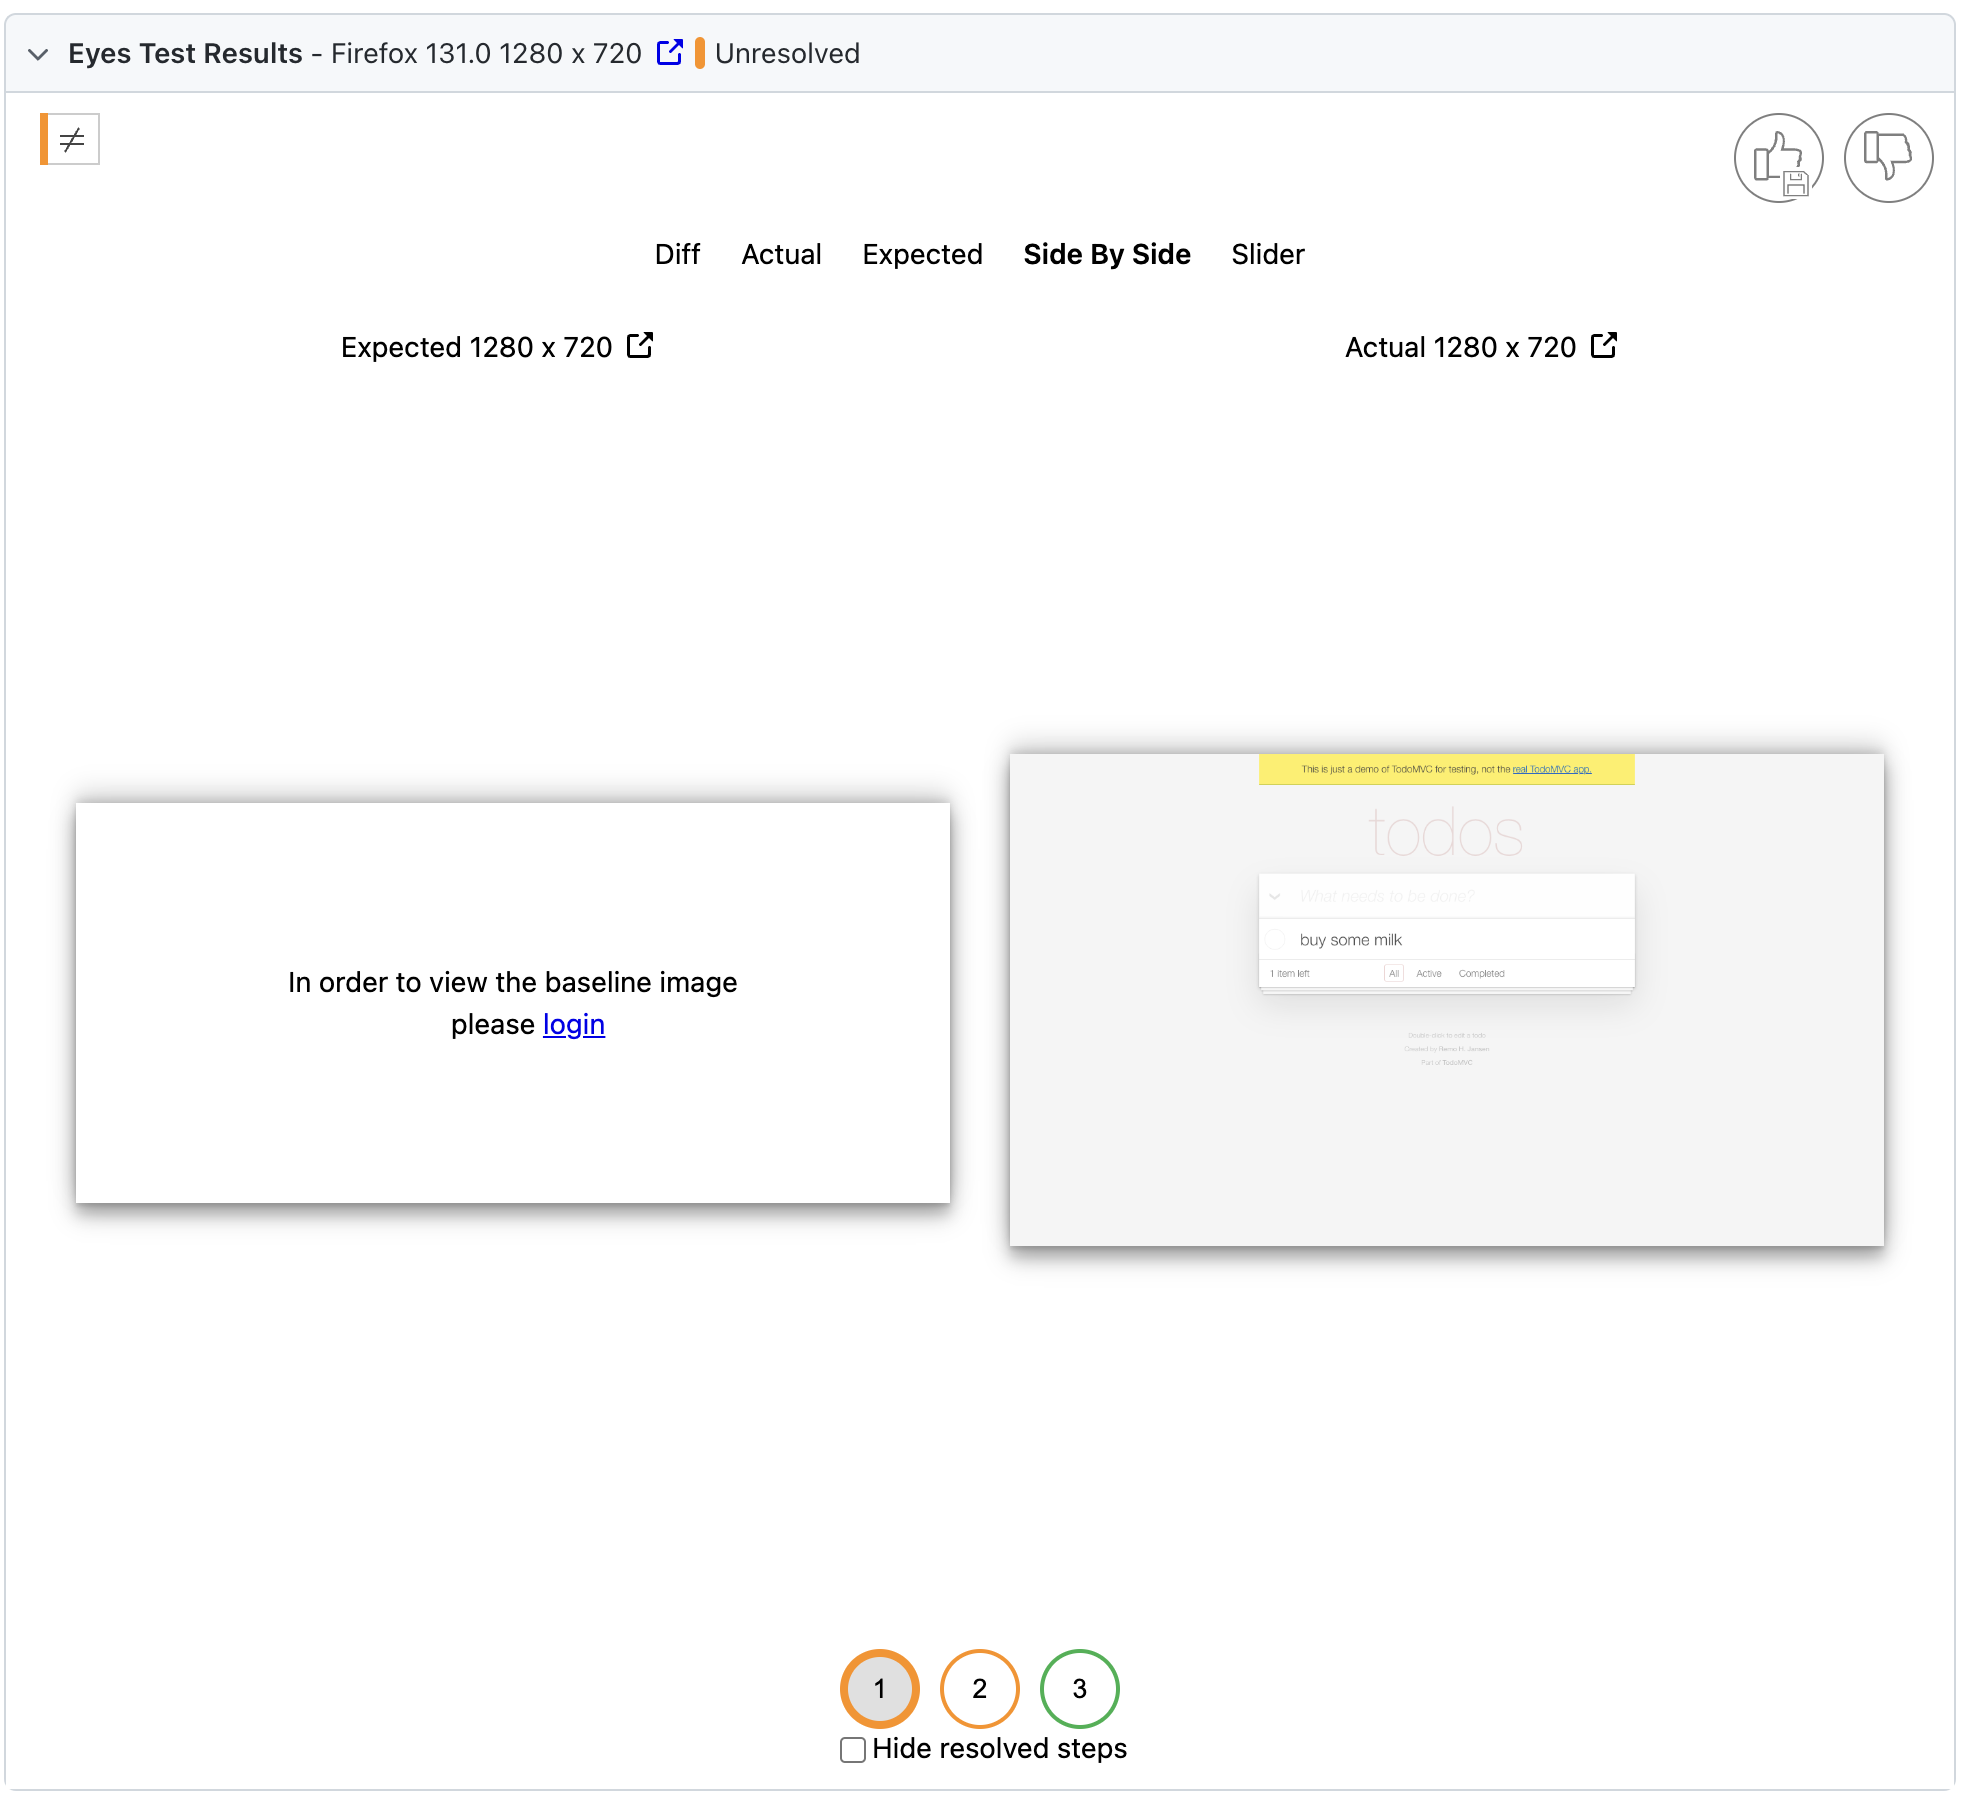 Eyes Test Results - Firefox 131.0 1280 x 720 Unresolved
≠
Diff Actual Expected Side By Side Slider
Expected 1280 x 720
Actual 1280 x 720
In order to view the baseline image
please login
This is just a demo of TodoMVC for testing, not the real TodoMVC app.
todos
What needs to be done?
buy some milk
1 item left All Active Completed
Double-click to edit a todo
Created by Remo H. Jansen
Part of TodoMVC
1 2 3
Hide resolved steps